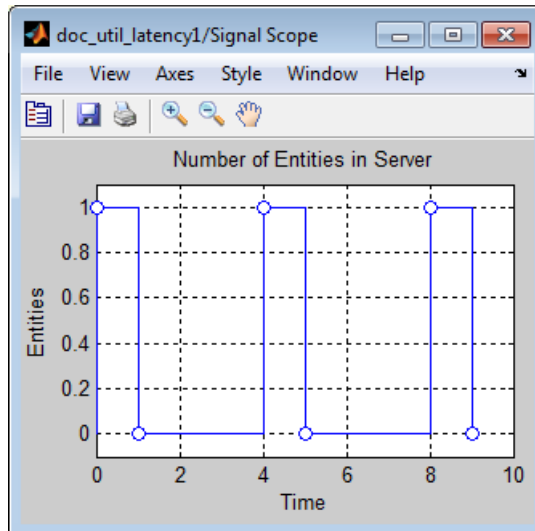 doc_util_latency1/Signal Scope
File View Axes Style Window Help
Number of Entities in Server
1
0.8
0.6
0.4
0.2
0
Entities
0 2 4 6 8 10
Time